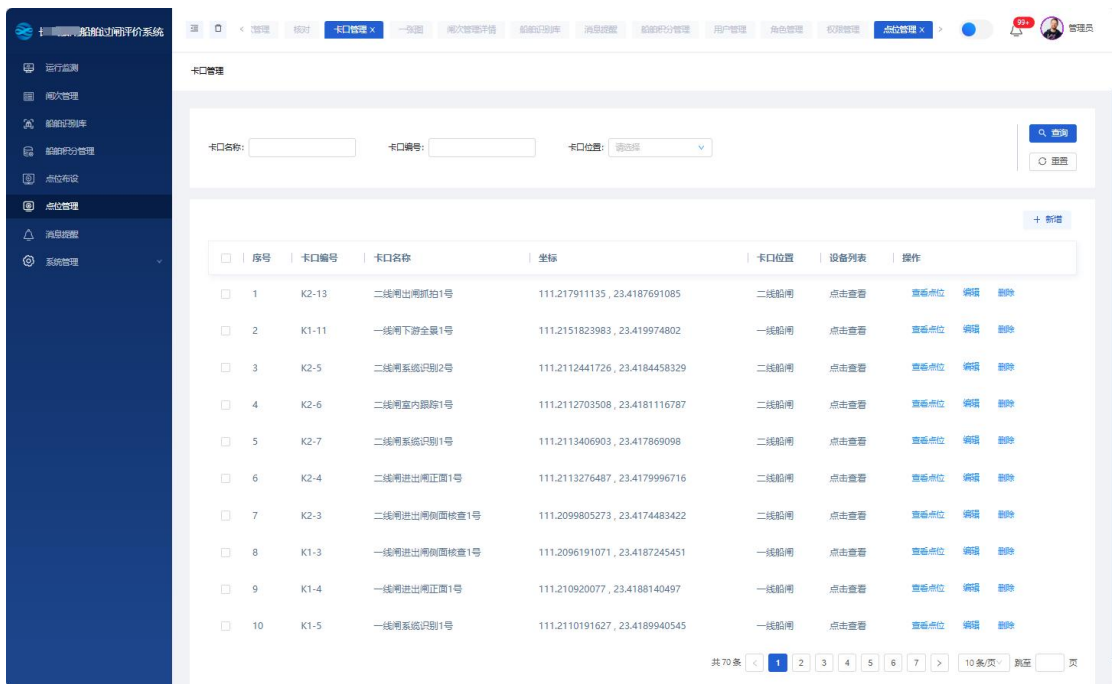 船舶过闸评价系统
运行监测
闸次管理
船舶识别库
船舶积分管理
点位布设
点位管理
消息提醒
系统管理
管理 核对 卡口管理 x 一张图 闸次管理详情 船舶识别库 消息提醒 船舶积分管理 用户管理 角色管理 权限管理 点位管理 x 99+ 管理员
卡口管理
卡口名称: 卡口编号: 卡口位置: 请选择 查询
重置
+ 新增
序号 卡口编号 卡口名称 坐标 卡口位置 设备列表 操作
1 K2-13 二线闸出闸抓拍1号 111.217911135 , 23.4187691085 二线船闸 点击查看 查看点位 编辑 删除
2 K1-11 一线闸下游全景1号 111.2151823983 , 23.419974802 一线船闸 点击查看 查看点位 编辑 删除
3 K2-5 二线闸系缆识别2号 111.2112441726 , 23.4184458329 二线船闸 点击查看 查看点位 编辑 删除
4 K2-6 二线闸室内跟踪1号 111.2112703508 , 23.4181116787 二线船闸 点击查看 查看点位 编辑 删除
5 K2-7 二线闸系缆识别1号 111.2113406903 , 23.417869098 二线船闸 点击查看 查看点位 编辑 删除
6 K2-4 二线闸进出闸正面1号 111.2113276487 , 23.4179996716 二线船闸 点击查看 查看点位 编辑 删除
7 K2-3 二线闸进出闸侧面核查1号 111.2099805273 , 23.4174483422 二线船闸 点击查看 查看点位 编辑 删除
8 K1-3 一线闸进出闸侧面核查1号 111.2096191071 , 23.4187245451 一线船闸 点击查看 查看点位 编辑 删除
9 K1-4 一线闸进出闸正面1号 111.210920077 , 23.4188140497 一线船闸 点击查看 查看点位 编辑 删除
10 K1-5 一线闸系缆识别1号 111.2110191627 , 23.4189940545 一线船闸 点击查看 查看点位 编辑 删除
共70条 < 1 2 3 4 5 6 7 > 10条/页 跳至 页